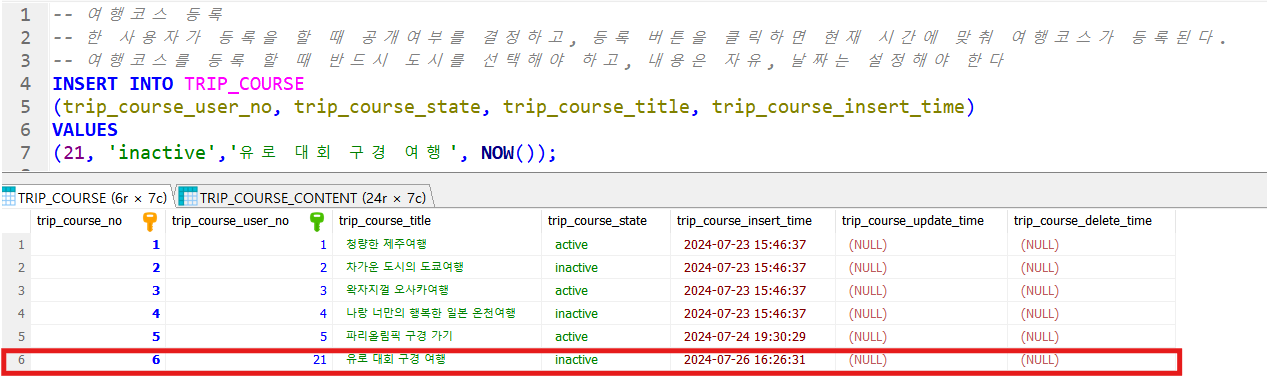 1 -- 여행코스 등록
2 -- 한 사용자가 등록을 할 때 공개여부를 결정하고, 등록 버튼을 클릭하면 현재 시간에 맞춰 여행코스가 등록된다.
3 -- 여행코스를 등록 할 때 반드시 도시를 선택해야 하고, 내용은 자유, 날짜는 설정해야 한다
4 INSERT INTO TRIP_COURSE
5 (trip_course_user_no, trip_course_state, trip_course_title, trip_course_insert_time)
6 VALUES
7 (21, 'inactive','유로 대회 구경 여행', NOW());
TRIP_COURSE (6r × 7c) TRIP_COURSE_CONTENT (24r × 7c)
trip_course_no trip_course_user_no trip_course_title trip_course_state trip_course_insert_time trip_course_update_time trip_course_delete_time
1 1 1 청량한 제주여행 active 2024-07-23 15:46:37 (NULL) (NULL)
2 2 2 차가운 도시의 도쿄여행 inactive 2024-07-23 15:46:37 (NULL) (NULL)
3 3 3 왁자지껄 오사카여행 active 2024-07-23 15:46:37 (NULL) (NULL)
4 4 4 나랑 너만의 행복한 일본 온천여행 inactive 2024-07-23 15:46:37 (NULL) (NULL)
5 5 5 파리올림픽 구경 가기 active 2024-07-24 19:30:29 (NULL) (NULL)
6 6 21 유로 대회 구경 여행 inactive 2024-07-26 16:26:31 (NULL) (NULL)